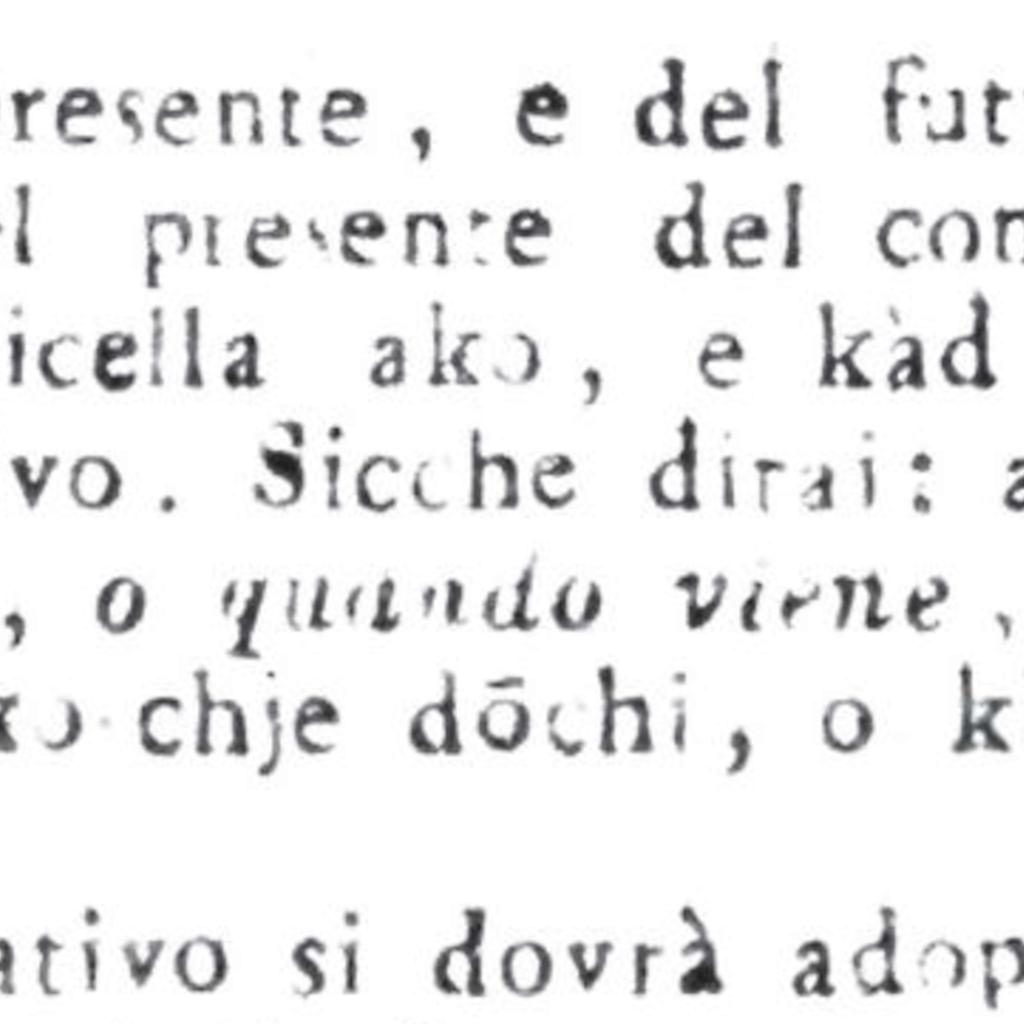 resente, e del fut
el presente del con
icella ako, e kàd
vo. Sicche dirai: a
, o quando viene,
ko chje dōchi, o k
ativo si dovrà adop